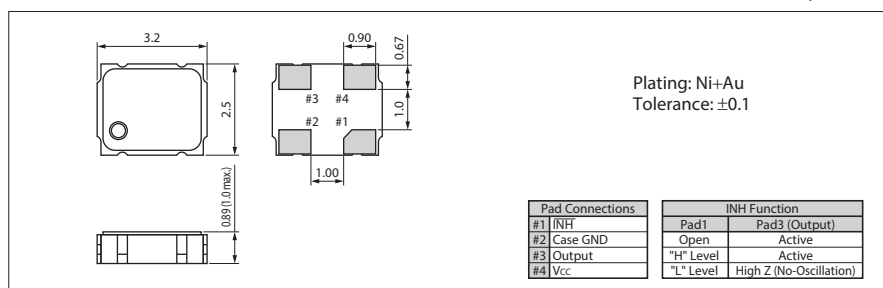 3.2
0.90
0.67
2.5
#3 #4
#2 #1
1.0
1.00
0.89 (1.0 max.)
Plating: Ni+Au
Tolerance: ±0.1
Pad Connections
#1 INH
#2 Case GND
#3 Output
#4 Vcc
INH Function
Pad1 Pad3 (Output)
Open Active
"H" Level Active
"L" Level High Z (No-Oscillation)